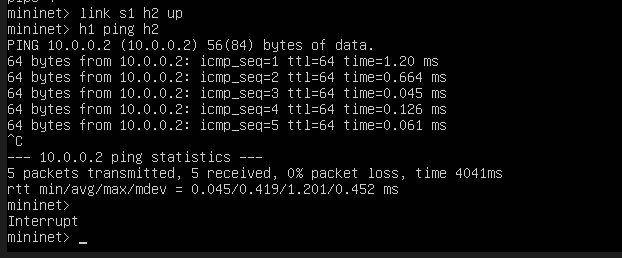 mininet> link s1 h2 up
mininet> h1 ping h2
PING 10.0.0.2 (10.0.0.2) 56(84) bytes of data.
64 bytes from 10.0.0.2: icmp_seq=1 ttl=64 time=1.20 ms
64 bytes from 10.0.0.2: icmp_seq=2 ttl=64 time=0.664 ms
64 bytes from 10.0.0.2: icmp_seq=3 ttl=64 time=0.045 ms
64 bytes from 10.0.0.2: icmp_seq=4 ttl=64 time=0.126 ms
64 bytes from 10.0.0.2: icmp_seq=5 ttl=64 time=0.061 ms
^C
--- 10.0.0.2 ping statistics ---
5 packets transmitted, 5 received, 0% packet loss, time 4041ms
rtt min/avg/max/mdev = 0.045/0.419/1.201/0.452 ms
mininet>
Interrupt
mininet> _